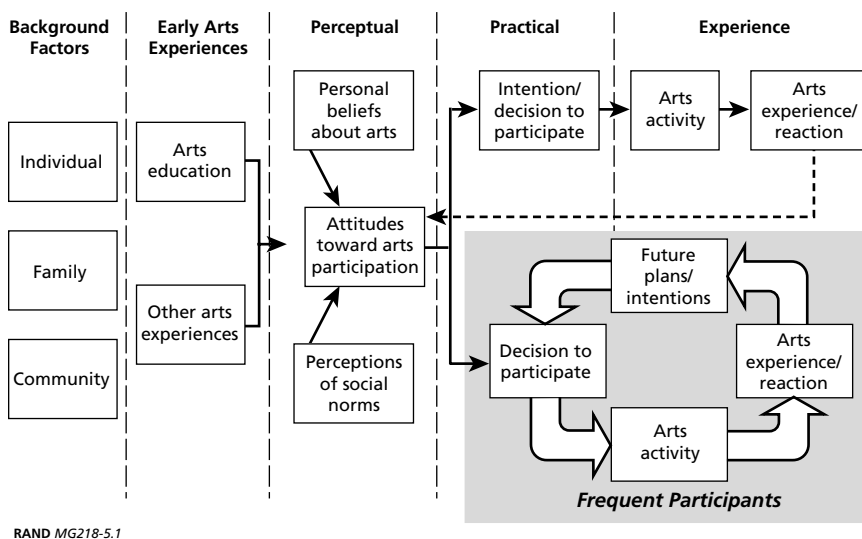 Background
Factors
Early Arts
Experiences
Perceptual
Practical
Experience
Individual
Family
Community
Arts
education
Other arts
experiences
Personal
beliefs
about arts
Attitudes
toward arts
participation
Perceptions
of social
norms
Intention/
decision to
participate
Arts
activity
Arts
experience/
reaction
Future
plans/
intentions
Decision to
participate
Arts
experience/
reaction
Arts
activity
Frequent Participants
RAND MG218-5.1